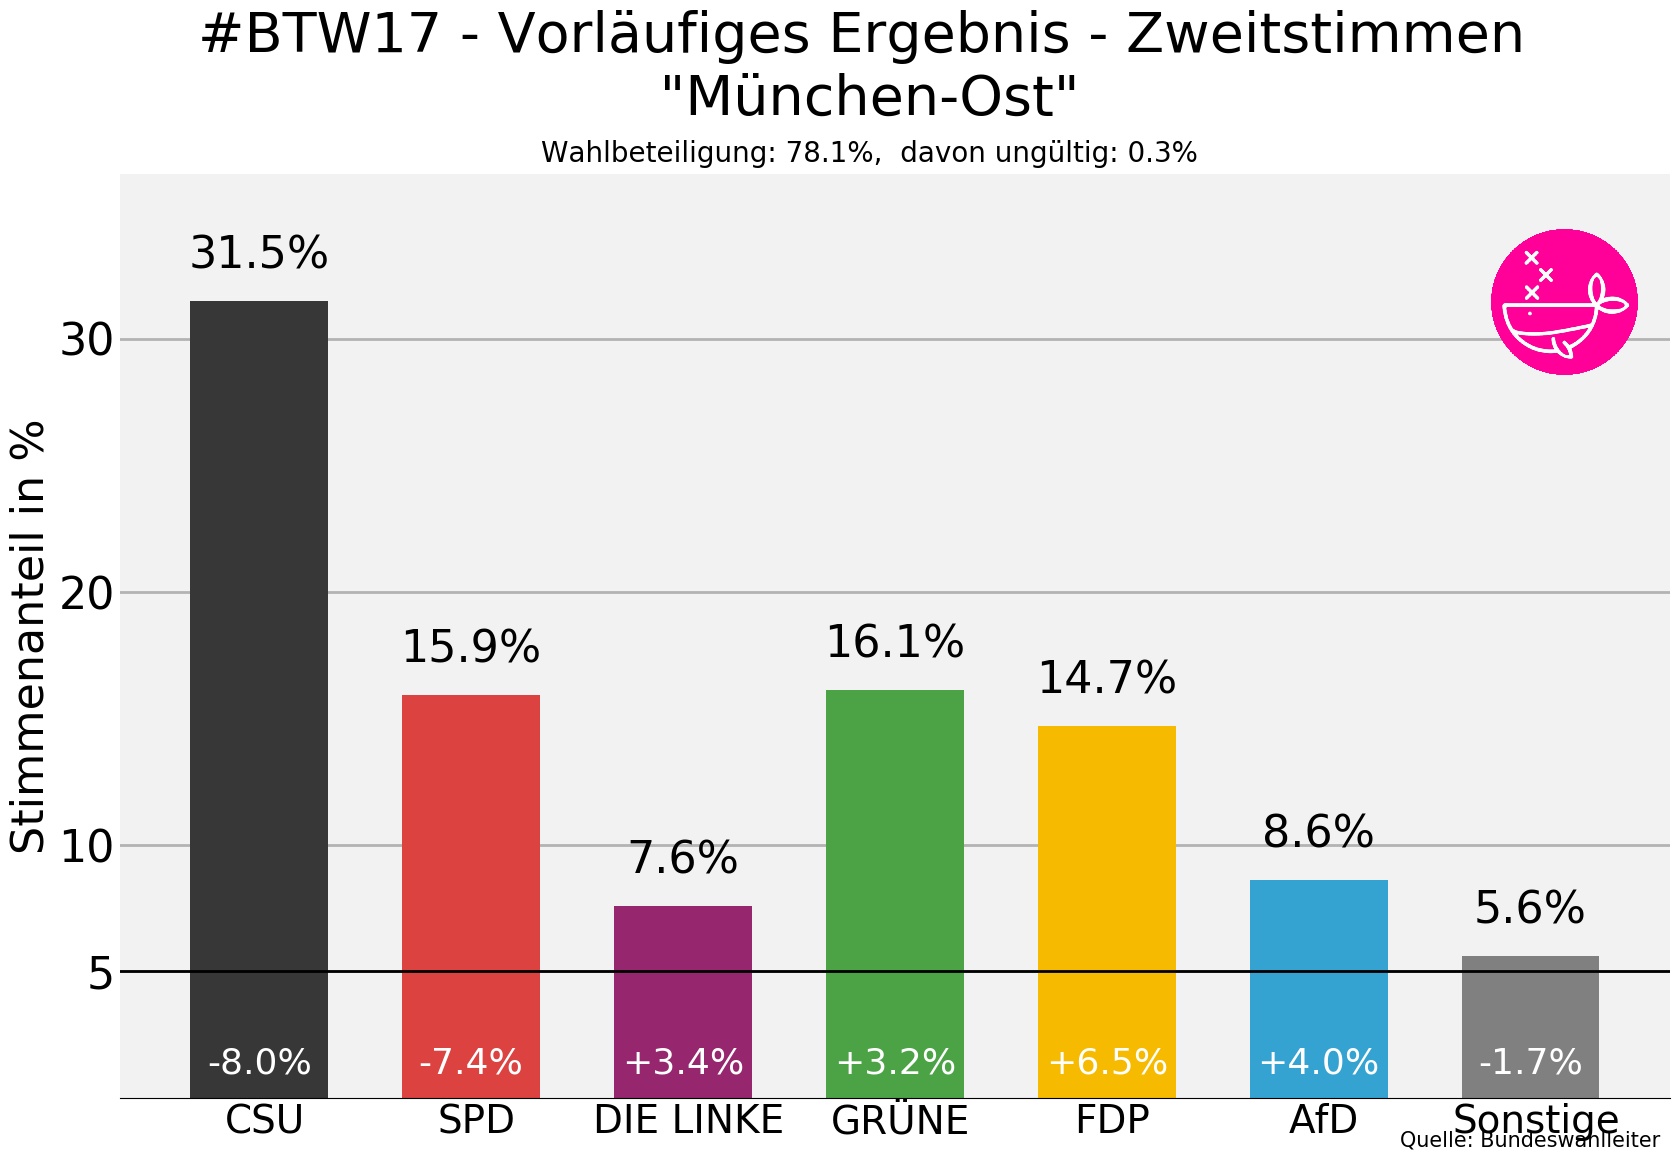 #BTW17 - Vorläufiges Ergebnis - Zweitstimmen
"München-Ost"
Wahlbeteiligung: 78.1%, davon ungültig: 0.3%
Stimmenanteil in %
30
20
10
5
31.5%
15.9%
7.6%
16.1%
14.7%
8.6%
5.6%
-8.0%
-7.4%
+3.4%
+3.2%
+6.5%
+4.0%
-1.7%
CSU
SPD
DIE LINKE
GRÜNE
FDP
AfD
Sonstige
Quelle: Bundeswahlleiter